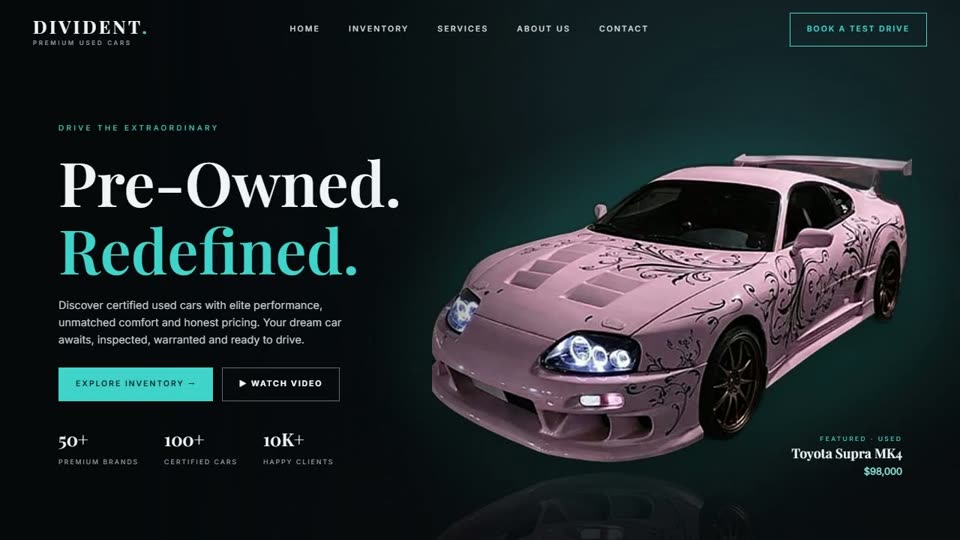 DIVIDENT.
PREMIUM USED CARS
HOME INVENTORY SERVICES ABOUT US CONTACT
BOOK A TEST DRIVE
DRIVE THE EXTRAORDINARY
Pre-Owned.
Redefined.
Discover certified used cars with elite performance,
unmatched comfort and honest pricing. Your dream car
awaits, inspected, warranted and ready to drive.
EXPLORE INVENTORY →
▶ WATCH VIDEO
50+ 100+ 10K+
PREMIUM BRANDS CERTIFIED CARS HAPPY CLIENTS
FEATURED · USED
Toyota Supra MK4
$98,000